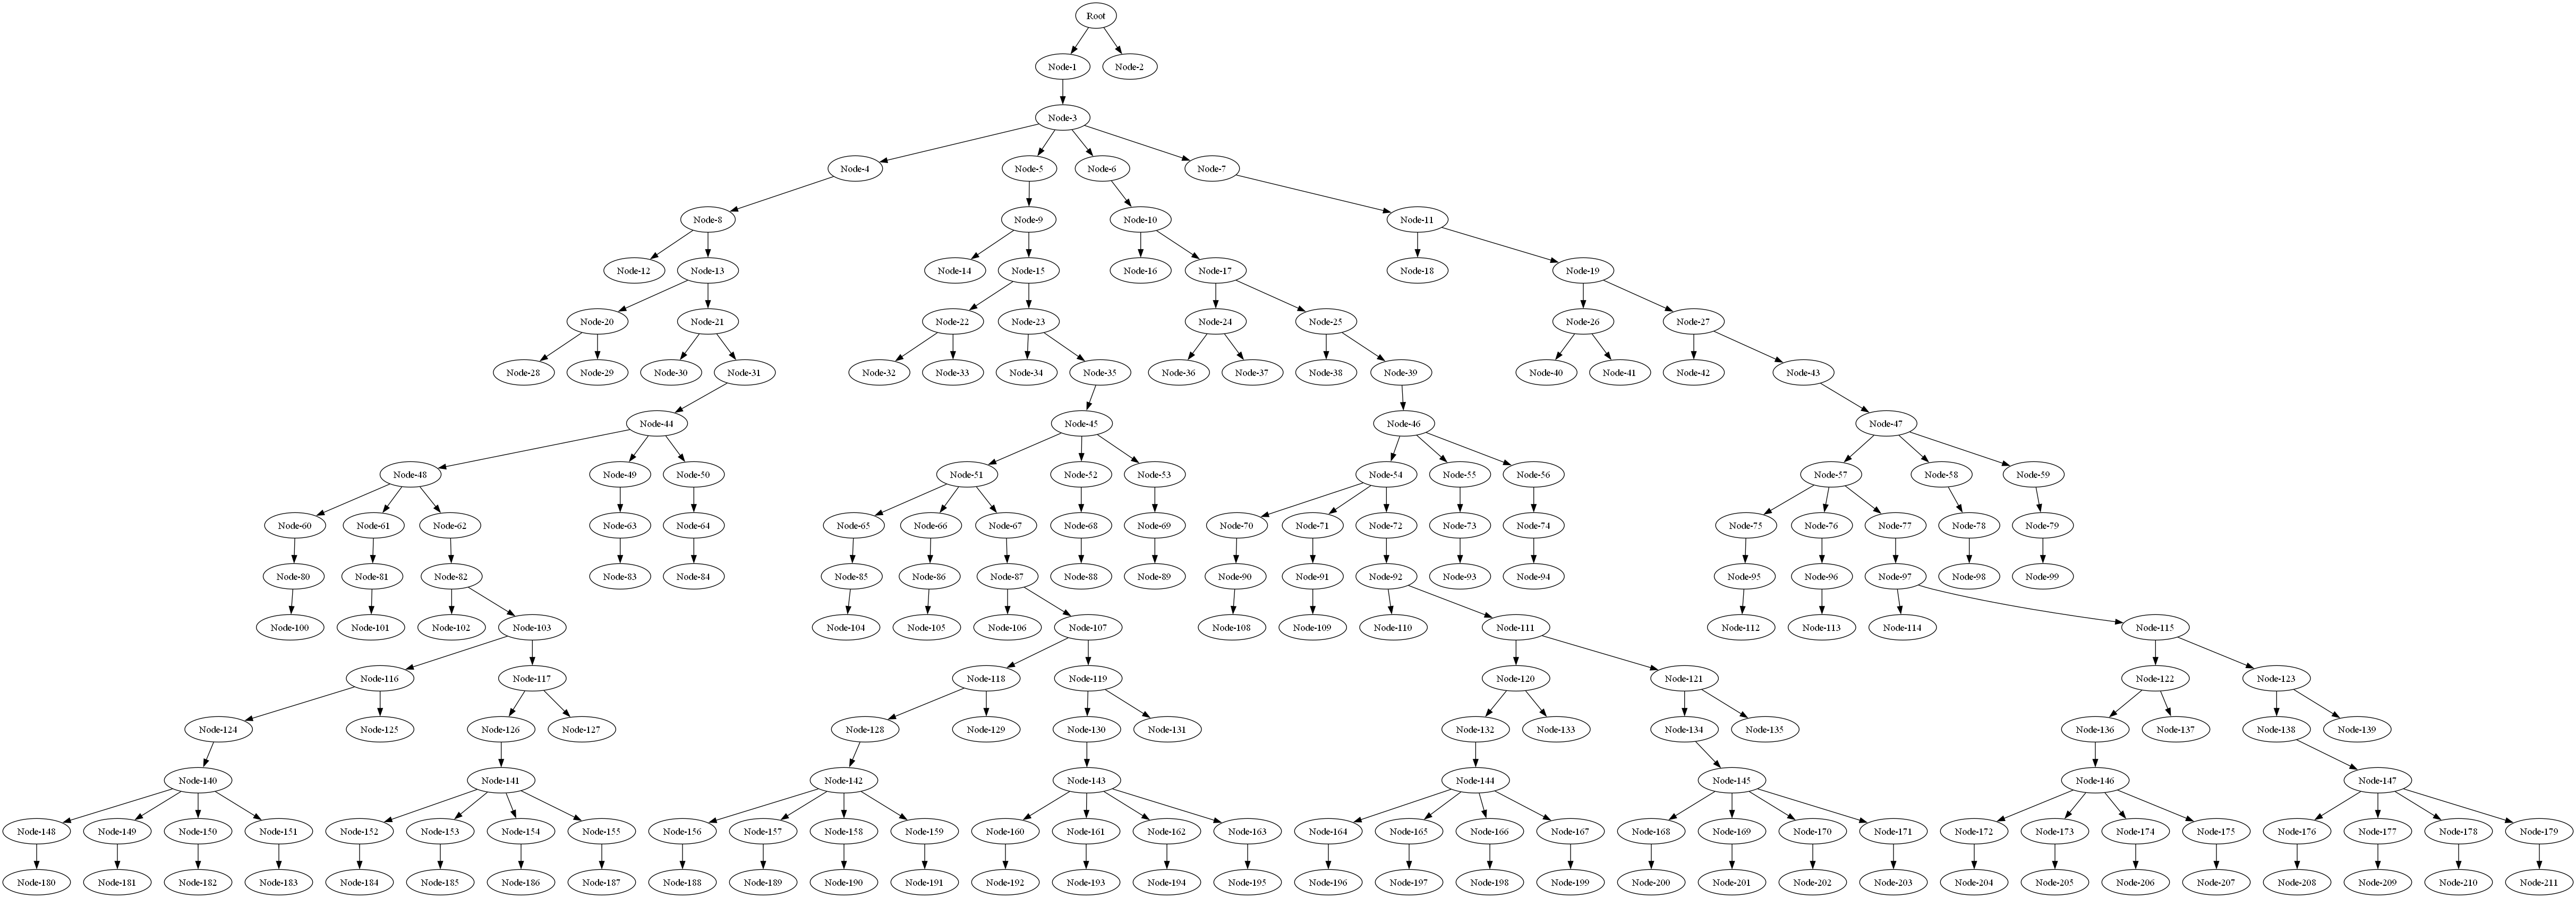 Root
Node-1 Node-2
Node-3
Node-4 Node-5 Node-6 Node-7
Node-8 Node-9 Node-10 Node-11
Node-12 Node-13 Node-14 Node-15 Node-16 Node-17 Node-18 Node-19
Node-20 Node-21 Node-22 Node-23 Node-24 Node-25 Node-26 Node-27
Node-28 Node-29 Node-30 Node-31 Node-32 Node-33 Node-34 Node-35 Node-36 Node-37 Node-38 Node-39 Node-40 Node-41 Node-42 Node-43
Node-44 Node-45 Node-46 Node-47
Node-48 Node-49 Node-50 Node-51 Node-52 Node-53 Node-54 Node-55 Node-56 Node-57 Node-58 Node-59
Node-60 Node-61 Node-62 Node-63 Node-64 Node-65 Node-66 Node-67 Node-68 Node-69 Node-70 Node-71 Node-72 Node-73 Node-74 Node-75 Node-76 Node-77 Node-78 Node-79
Node-80 Node-81 Node-82 Node-83 Node-84 Node-85 Node-86 Node-87 Node-88 Node-89 Node-90 Node-91 Node-92 Node-93 Node-94 Node-95 Node-96 Node-97 Node-98 Node-99
Node-100 Node-101 Node-102 Node-103 Node-104 Node-105 Node-106 Node-107 Node-108 Node-109 Node-110 Node-111 Node-112 Node-113 Node-114 Node-115
Node-116 Node-117 Node-118 Node-119 Node-120 Node-121 Node-122 Node-123
Node-124 Node-125 Node-126 Node-127 Node-128 Node-129 Node-130 Node-131 Node-132 Node-133 Node-134 Node-135 Node-136 Node-137 Node-138 Node-139
Node-140 Node-141 Node-142 Node-143 Node-144 Node-145 Node-146 Node-147
Node-148 Node-149 Node-150 Node-151 Node-152 Node-153 Node-154 Node-155 Node-156 Node-157 Node-158 Node-159 Node-160 Node-161 Node-162 Node-163 Node-164 Node-165 Node-166 Node-167 Node-168 Node-169 Node-170 Node-171 Node-172 Node-173 Node-174 Node-175 Node-176 Node-177 Node-178 Node-179
Node-180 Node-181 Node-182 Node-183 Node-184 Node-185 Node-186 Node-187 Node-188 Node-189 Node-190 Node-191 Node-192 Node-193 Node-194 Node-195 Node-196 Node-197 Node-198 Node-199 Node-200 Node-201 Node-202 Node-203 Node-204 Node-205 Node-206 Node-207 Node-208 Node-209 Node-210 Node-211